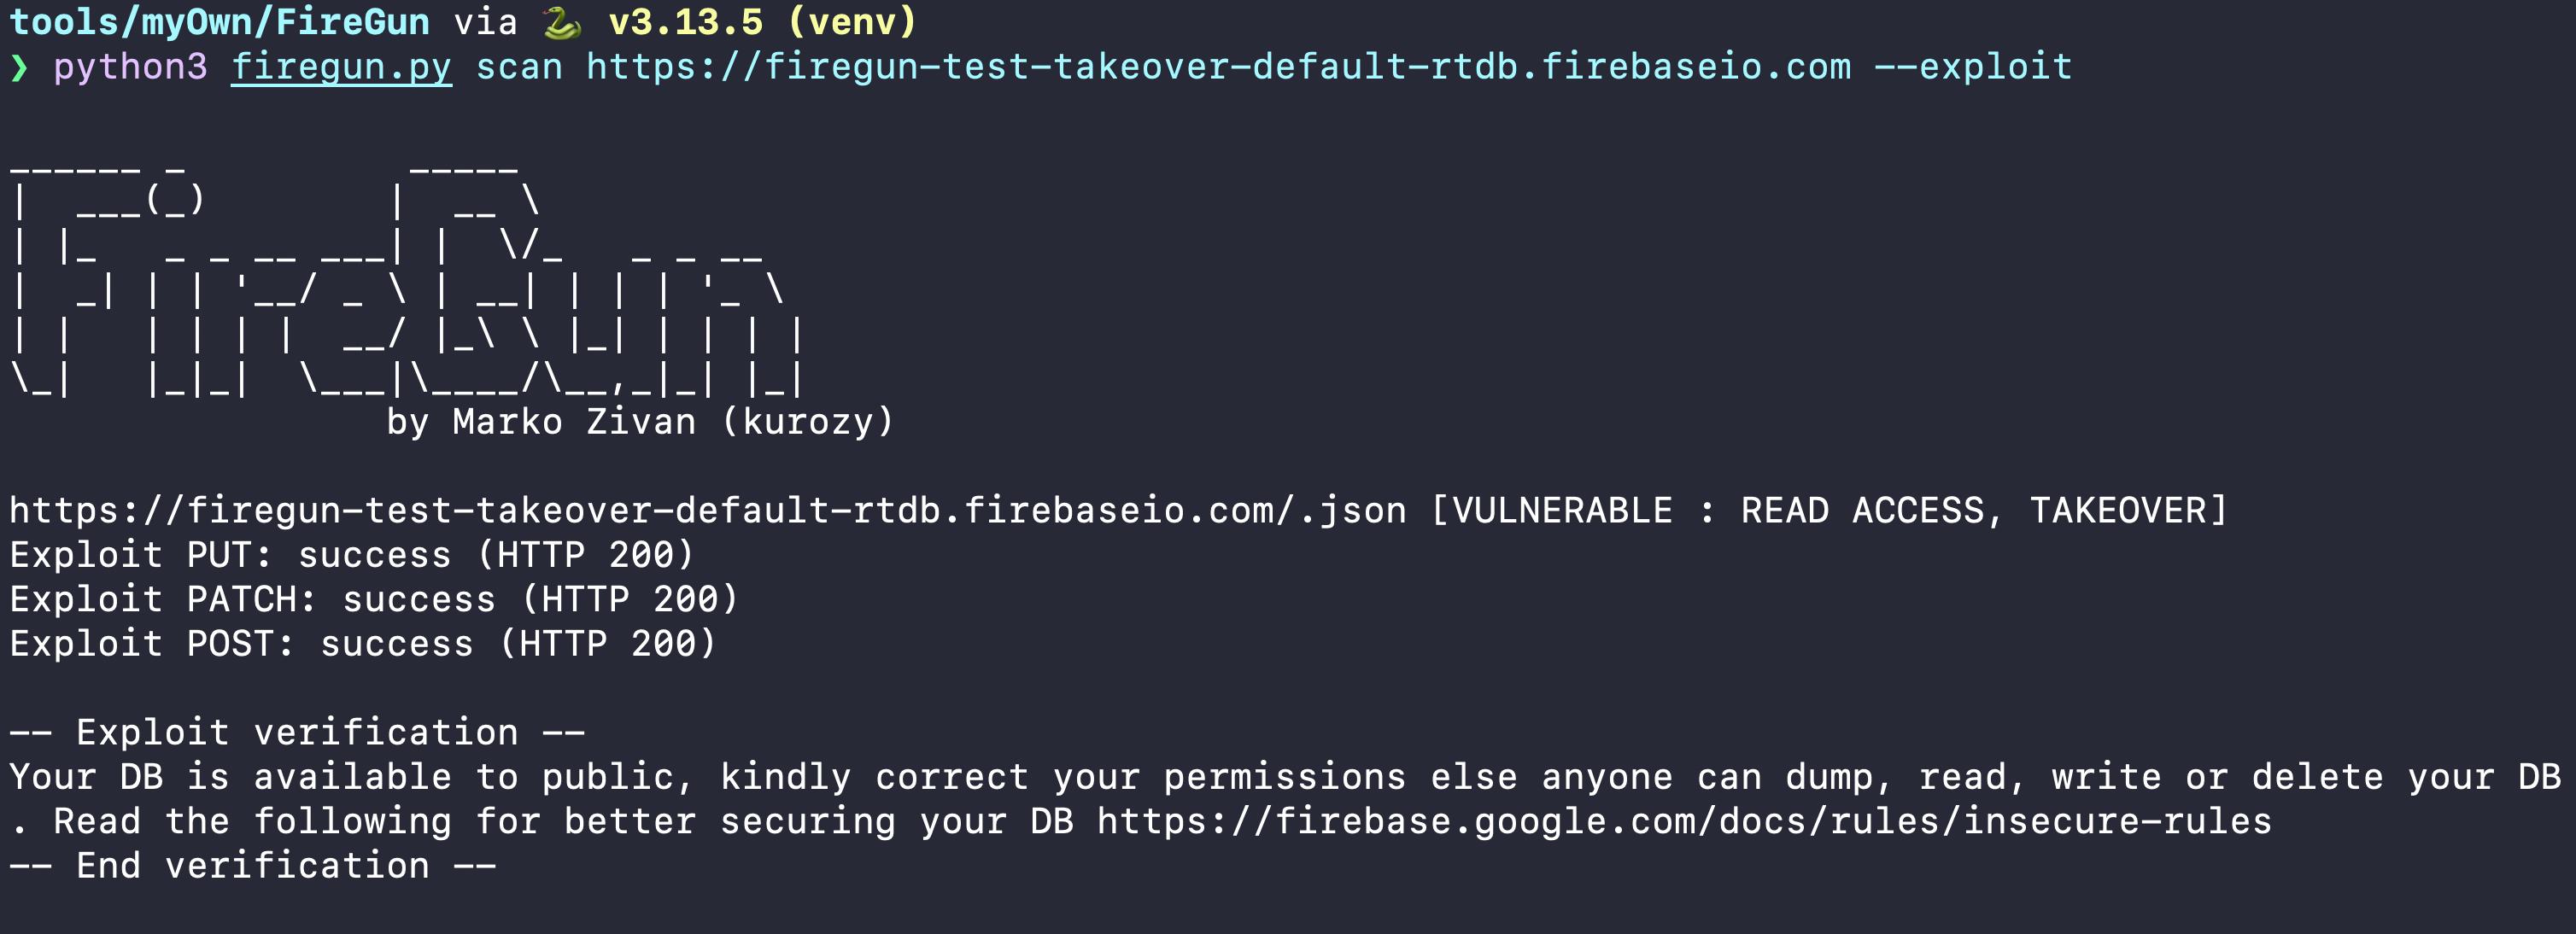 tools/myOwn/FireGun via 🐍 v3.13.5 (venv)
❯ python3 firegun.py scan https://firegun-test-takeover-default-rtdb.firebaseio.com --exploit
______ _          _____
|  ___(_)        |  __ \
| |_   _ _ __ ___| |  \/_   _ _ __
|  _| | | '__/ _ \ | __| | | | '_ \
| |   | | | |  __/ |_\ \ |_| | | | |
\_|   |_|_|  \___|\____/\__,_|_| |_|
by Marko Zivan (kurozy)
https://firegun-test-takeover-default-rtdb.firebaseio.com/.json [VULNERABLE : READ ACCESS, TAKEOVER]
Exploit PUT: success (HTTP 200)
Exploit PATCH: success (HTTP 200)
Exploit POST: success (HTTP 200)
-- Exploit verification --
Your DB is available to public, kindly correct your permissions else anyone can dump, read, write or delete your DB
. Read the following for better securing your DB https://firebase.google.com/docs/rules/insecure-rules
-- End verification --